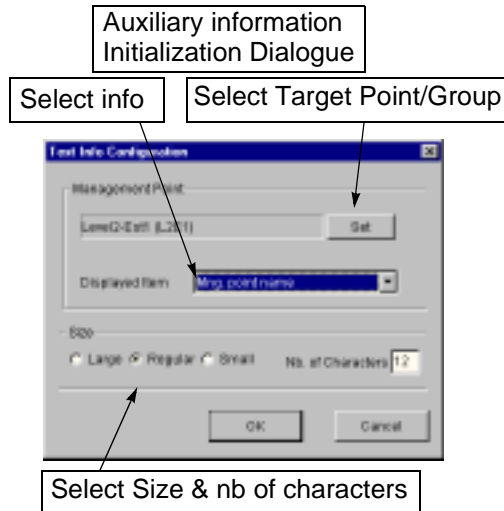 Auxiliary information
Initialization Dialogue
Select info
Select Target Point/Group
Text Info Configuration
Management Point
Level2-East1 (L2E1)
Set
Displayed Item
Mng. point name
Size
Large
Regular
Small
Nb. of Characters
12
OK
Cancel
Select Size & nb of characters